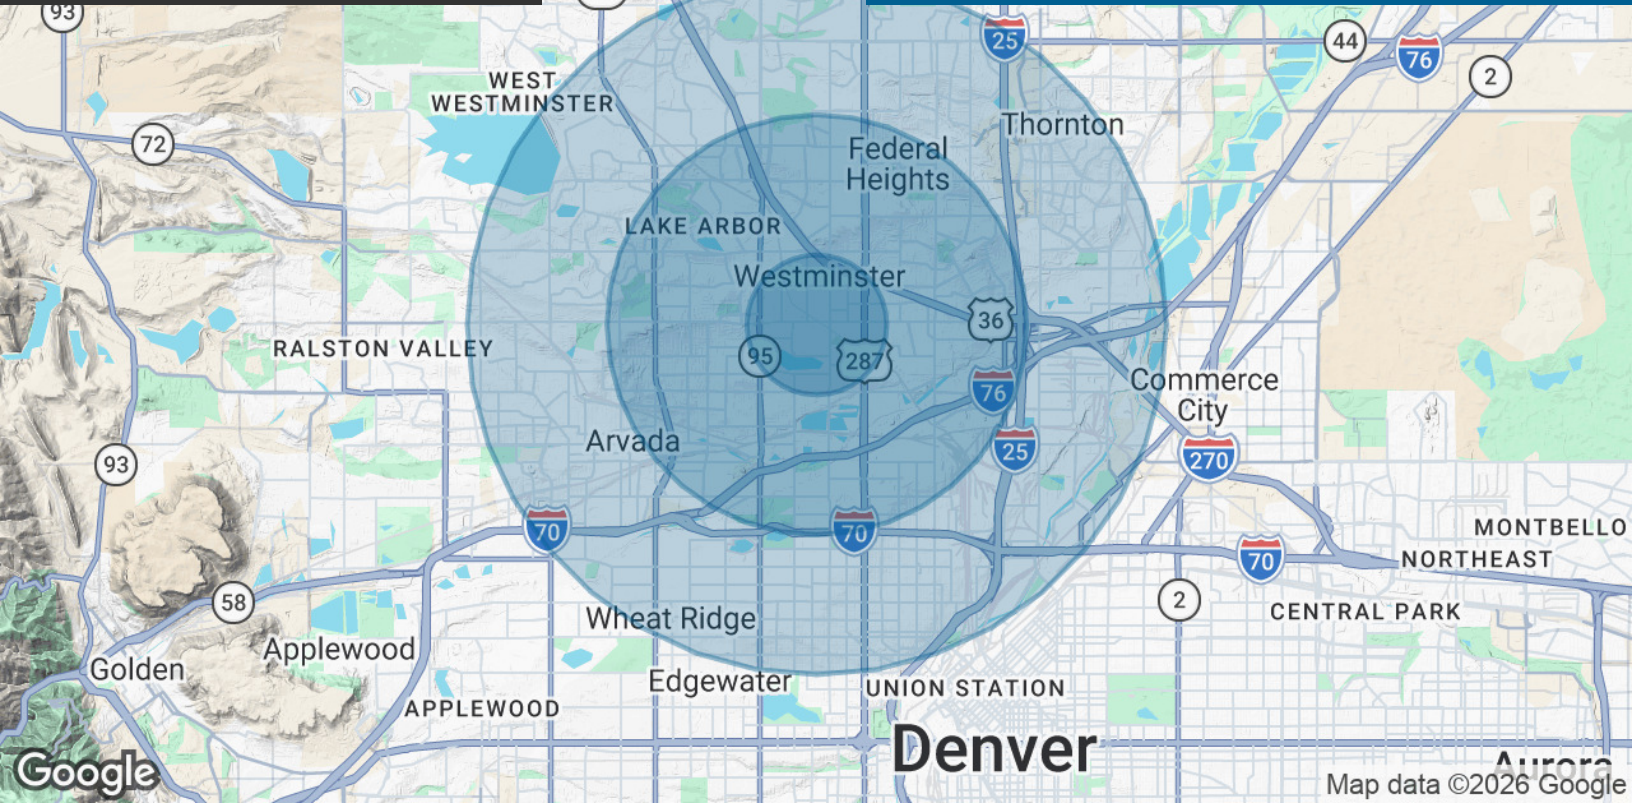 93
25
44
76
2
WEST
WESTMINSTER
72
Thornton
Federal
Heights
LAKE ARBOR
Westminster
36
RALSTON VALLEY
95
287
76
Commerce
City
Arvada
25
93
270
70
70
70
MONTBELLO
NORTHEAST
58
2
CENTRAL PARK
Wheat Ridge
Applewood
Golden
Edgewater
UNION STATION
APPLEWOOD
Denver
Aurora
Google
Map data ©2026 Google